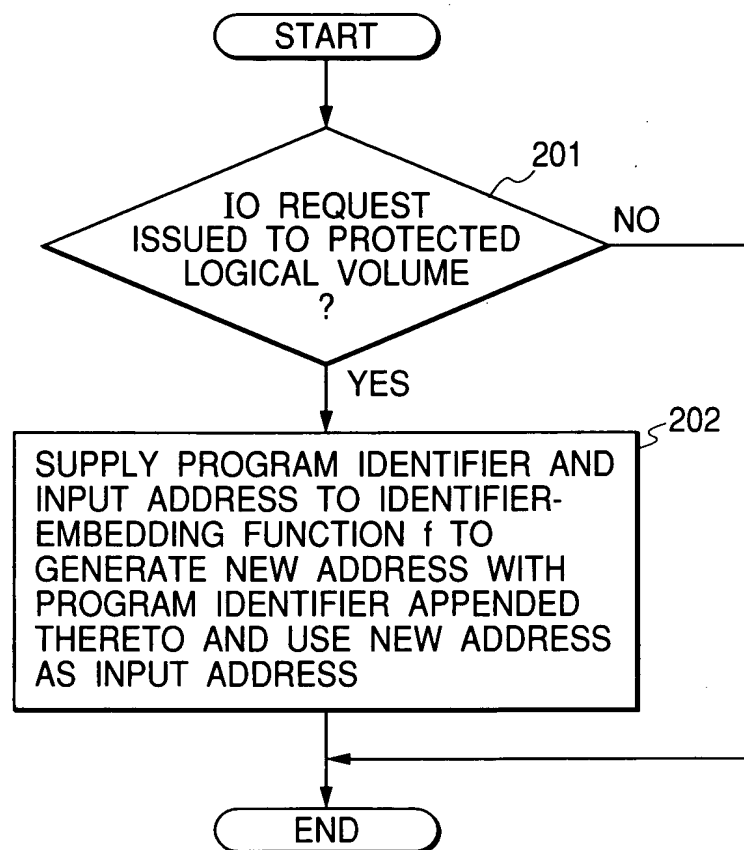 START
201
IO REQUEST
ISSUED TO PROTECTED
LOGICAL VOLUME
?
NO
YES
202
SUPPLY PROGRAM IDENTIFIER AND
INPUT ADDRESS TO IDENTIFIER-
EMBEDDING FUNCTION f TO
GENERATE NEW ADDRESS WITH
PROGRAM IDENTIFIER APPENDED
THERETO AND USE NEW ADDRESS
AS INPUT ADDRESS
END